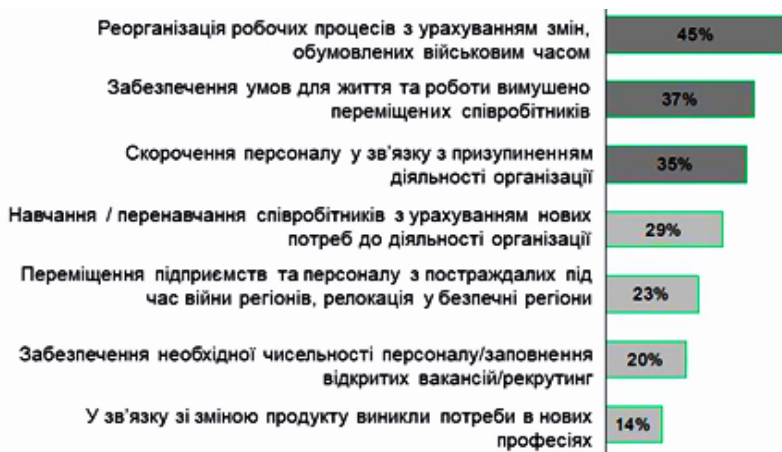 Реорганізація робочих процесів з урахуванням змін,
обумовлених військовим часом
45%
Забезпечення умов для життя та роботи вимушено
переміщених співробітників
37%
Скорочення персоналу у зв'язку з призупиненням
діяльності організації
35%
Навчання / перенавчання співробітників з урахуванням нових
потреб до діяльності організації
29%
Переміщення підприємств та персоналу з постраждалих під
час війни регіонів, релокація у безпечні регіони
23%
Забезпечення необхідної чисельності персоналу/заповнення
відкритих вакансій/рекрутинг
20%
У зв'язку зі зміною продукту виникли потреби в нових
професіях
14%